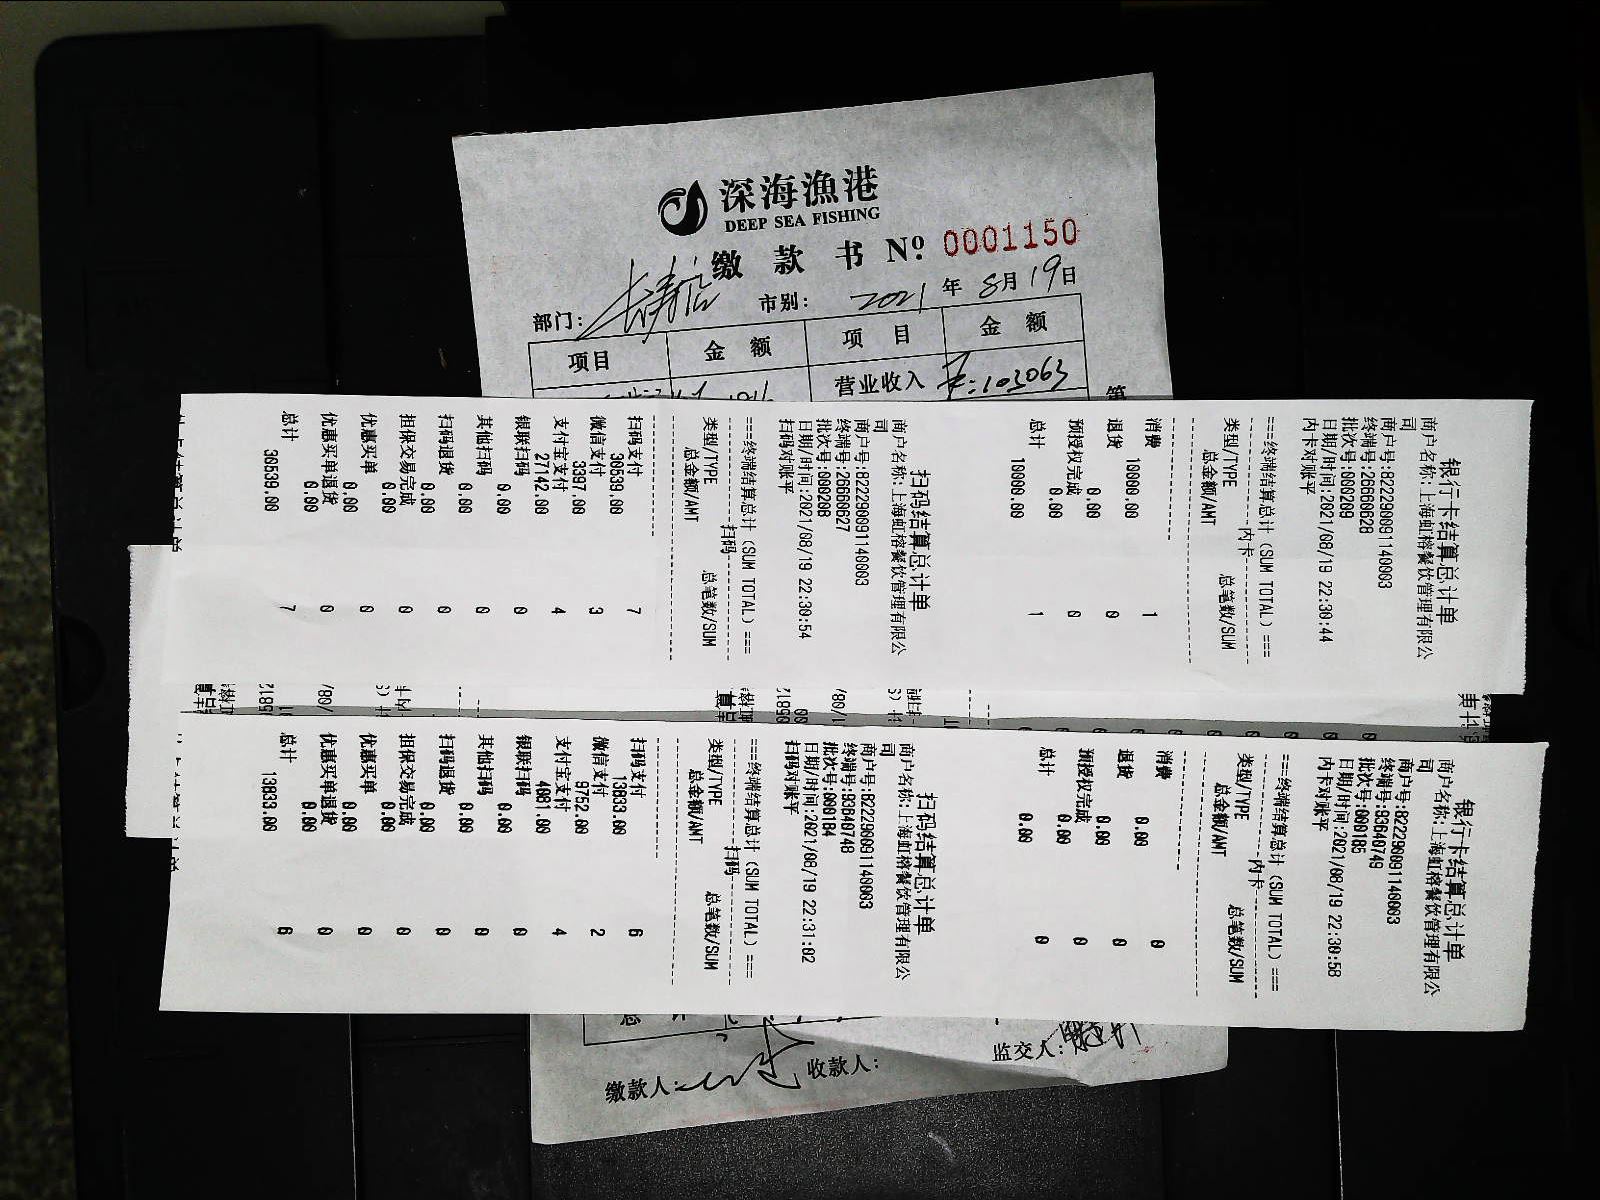 深海漁港
DEEP SEA FISHING
缴款书 Nº: 0001150
部门:
市别: 2021年8月19日
项目 金额 项目 金额
营业收入 ¥:103063
第
银行卡结算总计单
商户名称:上海虹榕餐饮管理有限公
司
商户号:822290091140003
终端号:26660628
批次号:000209
日期/时间:2021/08/19 22:30:44
内卡对账平
===终端结算总计(SUM TOTAL)===
内卡
类型/TYPE 总笔数/SUM
总金额/AMT
消费 1
10000.00
退货 0
0.00
预授权完成 0
0.00
总计 1
10000.00
扫码结算总计单
商户名称:上海虹榕餐饮管理有限公
司
商户号:822290091140003
终端号:26660627
批次号:000208
日期/时间:2021/08/19 22:30:54
扫码对账平
===终端结算总计(SUM TOTAL)===
扫码
类型/TYPE 总笔数/SUM
总金额/AMT
扫码支付 7
30539.00
微信支付 3
3397.00
支付宝支付 4
27142.00
银联扫码 0
0.00
其他扫码 0
0.00
扫码退货 0
0.00
担保交易完成 0
0.00
优惠买单 0
0.00
优惠买单退货 0
0.00
总计 7
30539.00
银行卡结算总计单
商户名称:上海虹榕餐饮管理有限公
司
商户号:822290091140003
终端号:93640749
批次号:000185
日期/时间:2021/08/19 22:30:58
内卡对账平
===终端结算总计(SUM TOTAL)===
内卡
类型/TYPE 总笔数/SUM
总金额/AMT
消费 0
0.00
退货 0
0.00
预授权完成 0
0.00
总计 0
0.00
扫码结算总计单
商户名称:上海虹榕餐饮管理有限公
司
商户号:822290091140003
终端号:93640748
批次号:000184
日期/时间:2021/08/19 22:31:02
扫码对账平
===终端结算总计(SUM TOTAL)===
扫码
类型/TYPE 总笔数/SUM
总金额/AMT
扫码支付 6
13833.00
微信支付 2
9752.00
支付宝支付 4
4081.00
银联扫码 0
0.00
其他扫码 0
0.00
扫码退货 0
0.00
担保交易完成 0
0.00
优惠买单 0
0.00
优惠买单退货 0
0.00
总计 6
13833.00
缴款人: 收款人: 监交人: